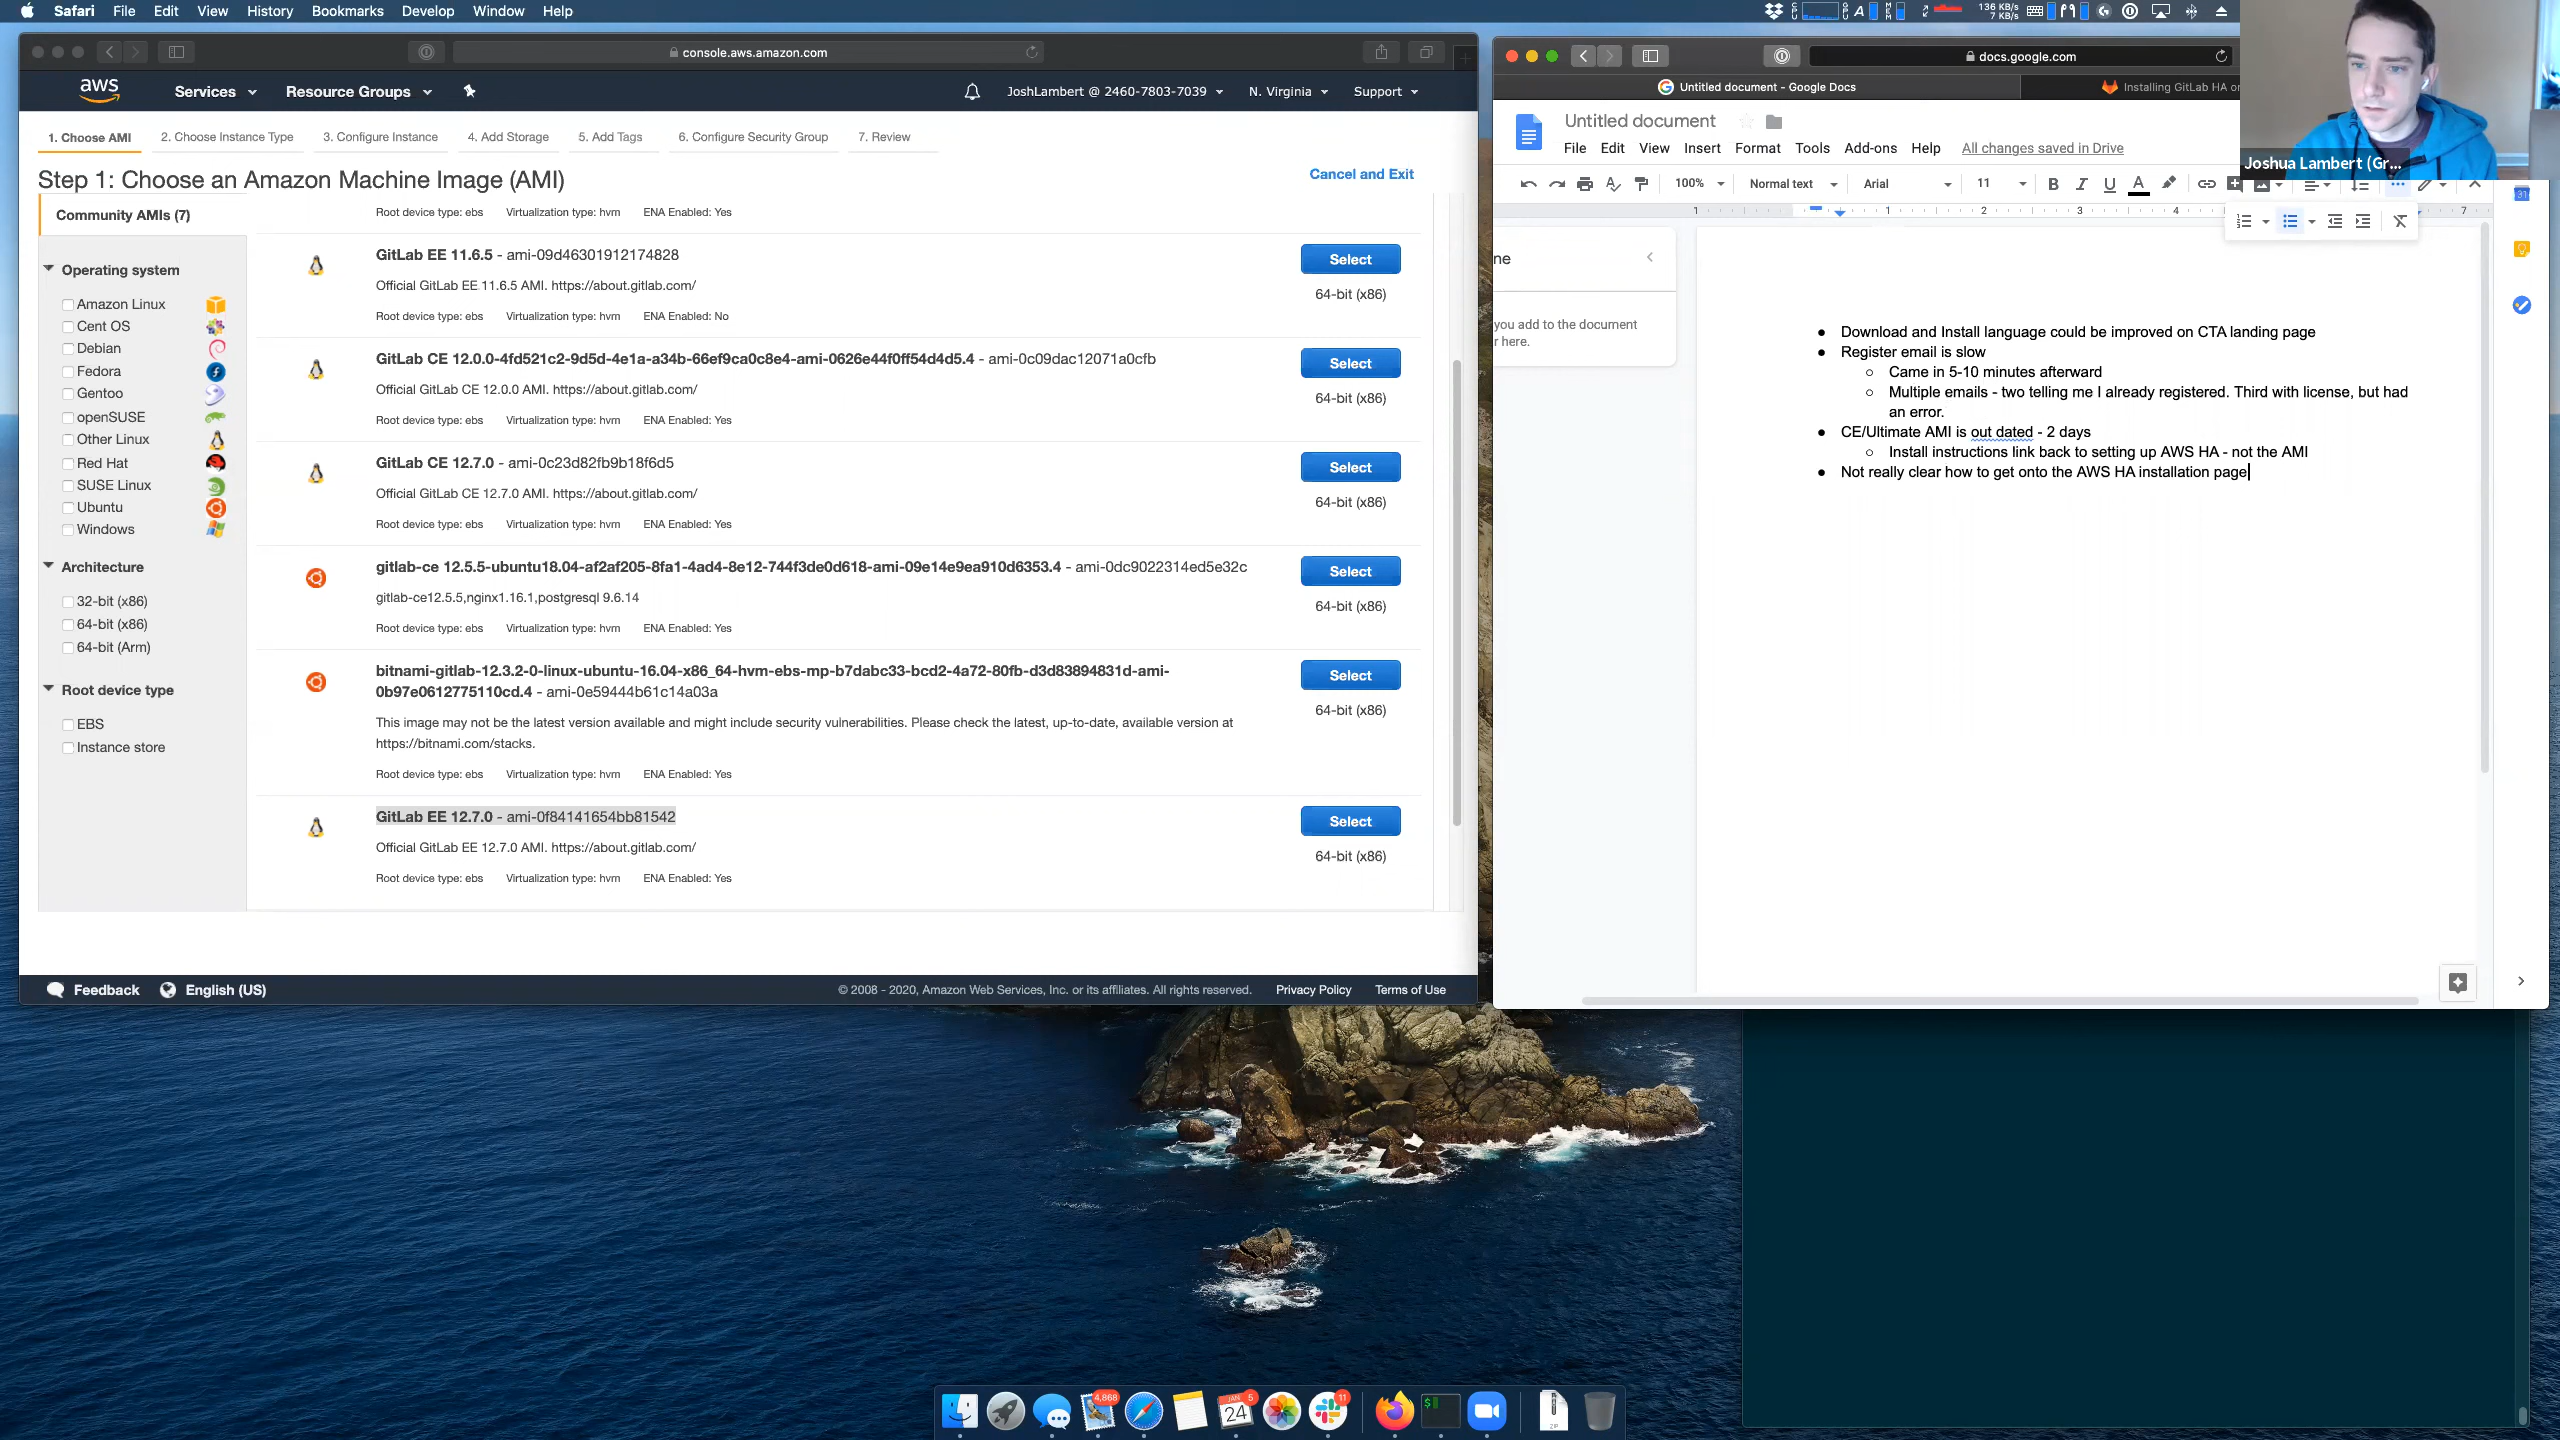 Safari File Edit View History Bookmarks Develop Window Help
136 KB/s
7 KB/s
console.aws.amazon.com
aws Services Resource Groups JoshLambert @ 2460-7803-7039 N. Virginia Support
1. Choose AMI 2. Choose Instance Type 3. Configure Instance 4. Add Storage 5. Add Tags 6. Configure Security Group 7. Review
Step 1: Choose an Amazon Machine Image (AMI)
Cancel and Exit
Community AMIs (7)
Operating system
Amazon Linux
Cent OS
Debian
Fedora
Gentoo
openSUSE
Other Linux
Red Hat
SUSE Linux
Ubuntu
Windows
Architecture
32-bit (x86)
64-bit (x86)
64-bit (Arm)
Root device type
EBS
Instance store
Root device type: ebs Virtualization type: hvm ENA Enabled: Yes
GitLab EE 11.6.5 - ami-09d46301912174828
Select
Official GitLab EE 11.6.5 AMI. https://about.gitlab.com/
64-bit (x86)
Root device type: ebs Virtualization type: hvm ENA Enabled: No
GitLab CE 12.0.0-4fd521c2-9d5d-4e1a-a34b-66ef9ca0c8e4-ami-0626e44f0ff54d4d5.4 - ami-0c09dac12071a0cfb
Select
Official GitLab CE 12.0.0 AMI. https://about.gitlab.com/
64-bit (x86)
Root device type: ebs Virtualization type: hvm ENA Enabled: Yes
GitLab CE 12.7.0 - ami-0c23d82fb9b18f6d5
Select
Official GitLab CE 12.7.0 AMI. https://about.gitlab.com/
64-bit (x86)
Root device type: ebs Virtualization type: hvm ENA Enabled: Yes
gitlab-ce 12.5.5-ubuntu18.04-af2af205-8fa1-4ad4-8e12-744f3de0d618-ami-09e14e9ea910d6353.4 - ami-0dc9022314ed5e32c
Select
gitlab-ce12.5.5,nginx1.16.1,postgresql 9.6.14
64-bit (x86)
Root device type: ebs Virtualization type: hvm ENA Enabled: Yes
bitnami-gitlab-12.3.2-0-linux-ubuntu-16.04-x86_64-hvm-ebs-mp-b7dabc33-bcd2-4a72-80fb-d3d83894831d-ami-
0b97e0612775110cd.4 - ami-0e59444b61c14a03a
Select
64-bit (x86)
This image may not be the latest version available and might include security vulnerabilities. Please check the latest, up-to-date, available version at
https://bitnami.com/stacks.
Root device type: ebs Virtualization type: hvm ENA Enabled: Yes
GitLab EE 12.7.0 - ami-0f84141654bb81542
Select
Official GitLab EE 12.7.0 AMI. https://about.gitlab.com/
64-bit (x86)
Root device type: ebs Virtualization type: hvm ENA Enabled: Yes
Feedback English (US) © 2008 - 2020, Amazon Web Services, Inc. or its affiliates. All rights reserved. Privacy Policy Terms of Use
docs.google.com
Untitled document - Google Docs
Installing GitLab HA on
Joshua Lambert (Gr...
Untitled document
File Edit View Insert Format Tools Add-ons Help All changes saved in Drive
100% Normal text Arial 11 B I U A
1 1 2 3 4 7
ne
you add to the document
r here.
● Download and Install language could be improved on CTA landing page
● Register email is slow
○ Came in 5-10 minutes afterward
○ Multiple emails - two telling me I already registered. Third with license, but had
an error.
● CE/Ultimate AMI is out dated - 2 days
○ Install instructions link back to setting up AWS HA - not the AMI
● Not really clear how to get onto the AWS HA installation page
4,868
JAN
24
5
11
ZIP